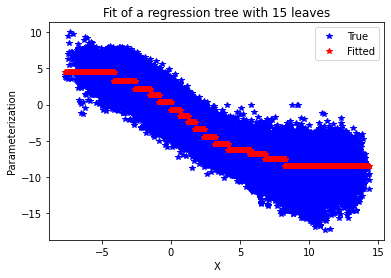 Fit of a regression tree with 15 leaves
True
Fitted
Parameterization
10
5
0
−5
−10
−15
−5
0
5
10
15
X